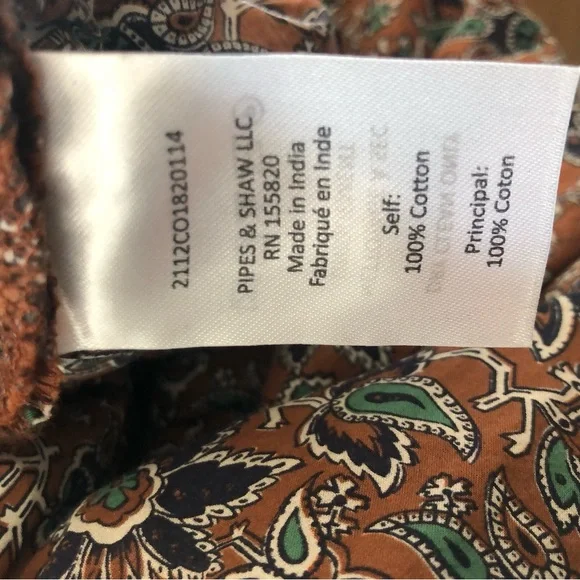 2112CO1820114
PIPES & SHAW LLC
RN 155820
Made in India
Fabriqué en Inde
Self:
100% Cotton
Principal:
100% Coton